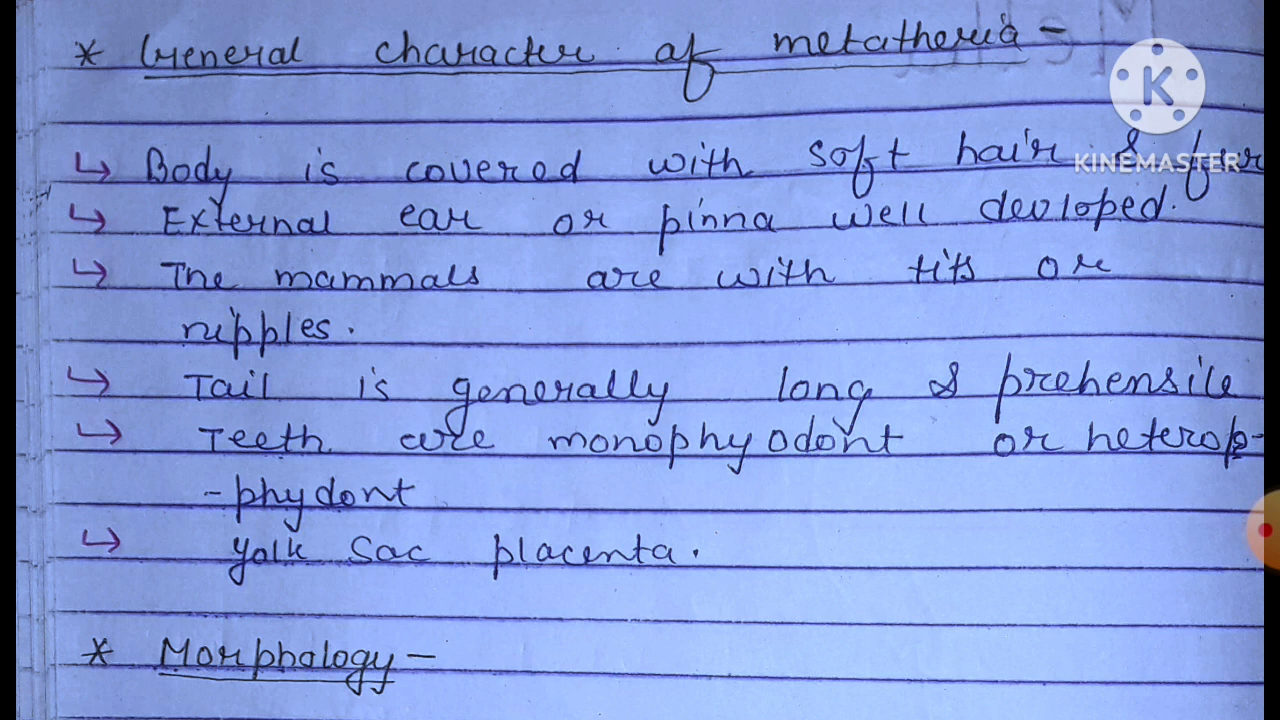 * General character of metatheria -
↳ Body is covered with soft hair & fur
↳ External ear or pinna well devloped.
↳ The mammals are with tits or
nipples.
↳ Tail is generally long & prehensile
↳ Teeth are monophyodont or heterop-
-phydont
↳ Yolk sac placenta.
* Morphology -
K
KINEMASTER